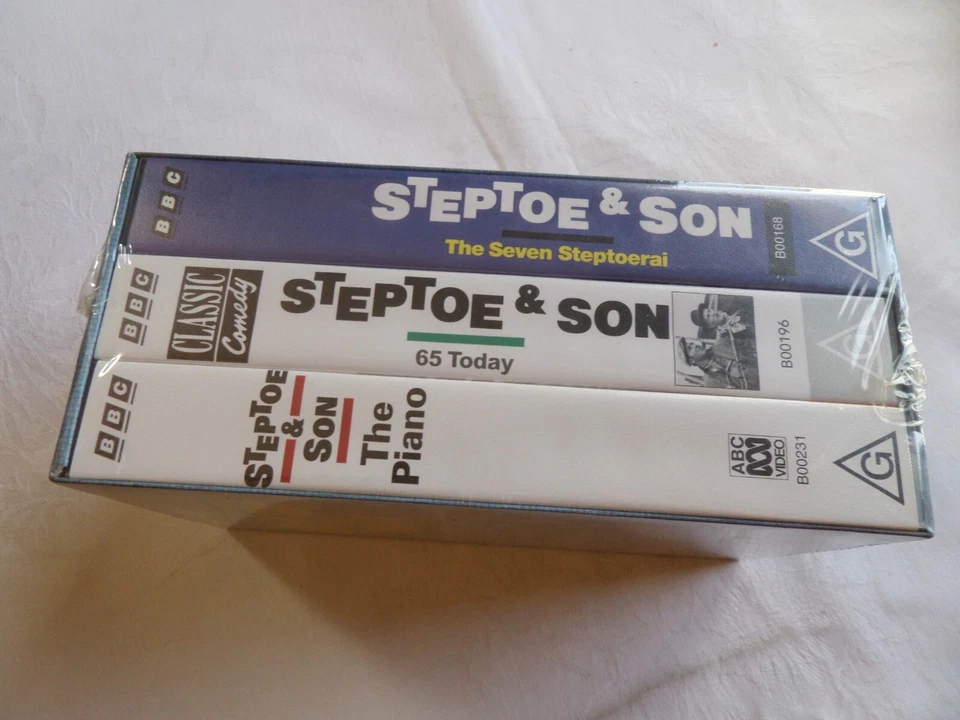 BBC
STEPTOE & SON
The Seven Steptoerai
B00168
G
BBC
CLASSIC
Comedy
STEPTOE & SON
65 Today
B00196
G
BBC
STEPTOE
&
SON
The
Piano
ABC
VIDEO
B00231
G